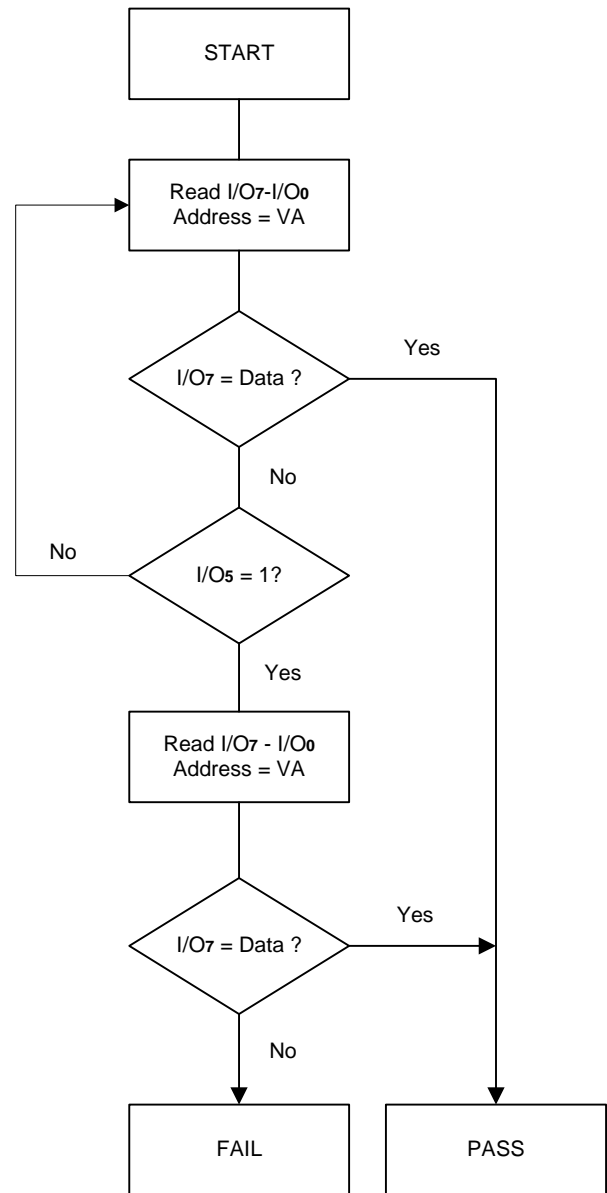 START
Read I/O7-I/O0
Address = VA
Yes
I/O7 = Data ?
No
No
I/O5 = 1?
Yes
Read I/O7 - I/O0
Address = VA
Yes
I/O7 = Data ?
No
FAIL
PASS